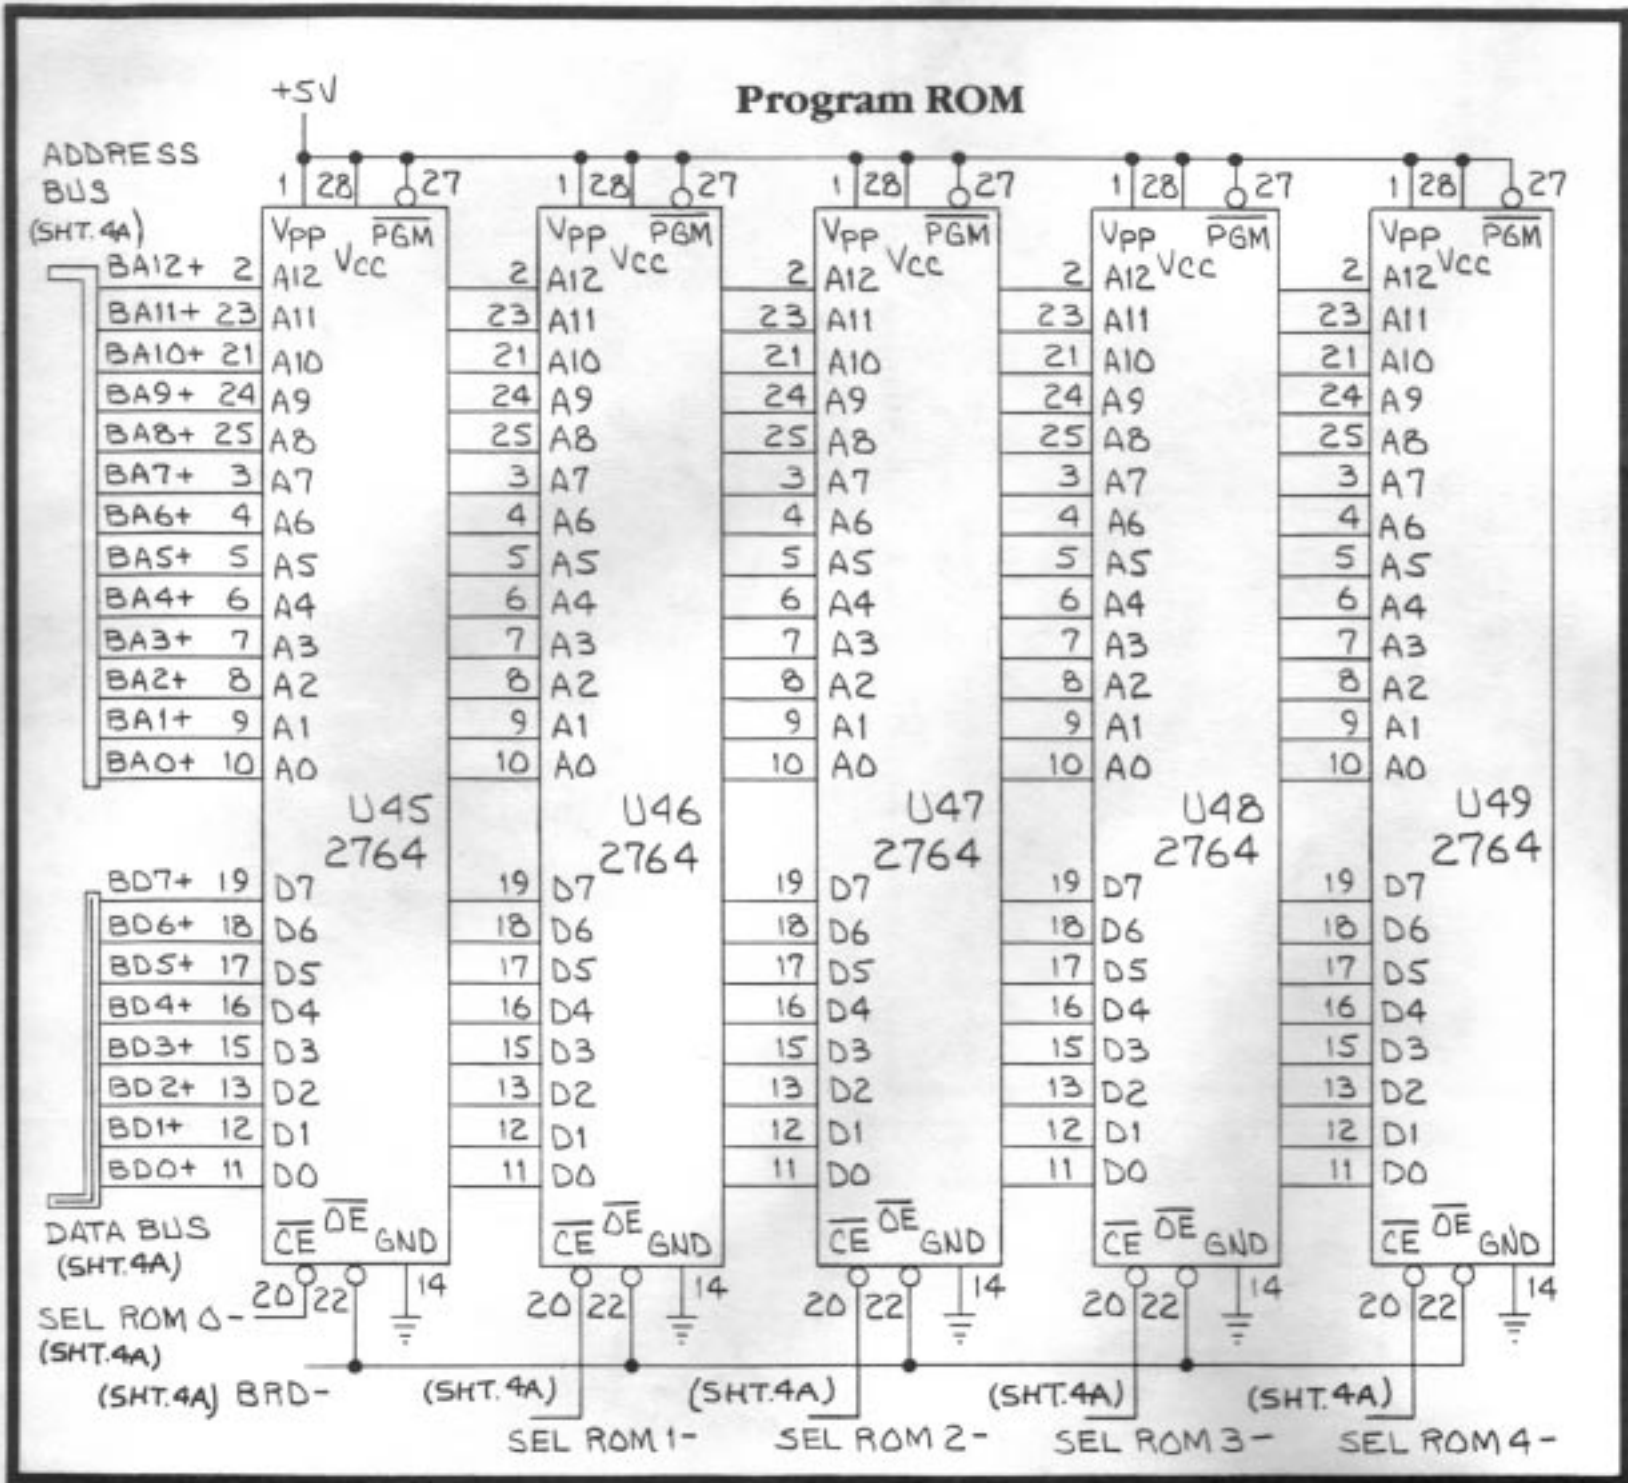 Program ROM
+5V
ADDRESS
BUS
(SHT.4A)
1 28 27 1 28 27 1 28 27 1 28 27 1 28 27
VPP VCC PGM VPP VCC PGM VPP VCC PGM VPP VCC PGM VPP VCC PGM
BA12+ 2 A12 2 A12 2 A12 2 A12 2 A12
BA11+ 23 A11 23 A11 23 A11 23 A11 23 A11
BA10+ 21 A10 21 A10 21 A10 21 A10 21 A10
BA9+ 24 A9 24 A9 24 A9 24 A9 24 A9
BA8+ 25 A8 25 A8 25 A8 25 A8 25 A8
BA7+ 3 A7 3 A7 3 A7 3 A7 3 A7
BA6+ 4 A6 4 A6 4 A6 4 A6 4 A6
BA5+ 5 A5 5 A5 5 A5 5 A5 5 A5
BA4+ 6 A4 6 A4 6 A4 6 A4 6 A4
BA3+ 7 A3 7 A3 7 A3 7 A3 7 A3
BA2+ 8 A2 8 A2 8 A2 8 A2 8 A2
BA1+ 9 A1 9 A1 9 A1 9 A1 9 A1
BA0+ 10 A0 10 A0 10 A0 10 A0 10 A0
U45 U46 U47 U48 U49
2764 2764 2764 2764 2764
BD7+ 19 D7 19 D7 19 D7 19 D7 19 D7
BD6+ 18 D6 18 D6 18 D6 18 D6 18 D6
BD5+ 17 D5 17 D5 17 D5 17 D5 17 D5
BD4+ 16 D4 16 D4 16 D4 16 D4 16 D4
BD3+ 15 D3 15 D3 15 D3 15 D3 15 D3
BD2+ 13 D2 13 D2 13 D2 13 D2 13 D2
BD1+ 12 D1 12 D1 12 D1 12 D1 12 D1
BD0+ 11 D0 11 D0 11 D0 11 D0 11 D0
DATA BUS
(SHT.4A)
CE OE GND CE OE GND CE OE GND CE OE GND CE OE GND
20 22 14 20 22 14 20 22 14 20 22 14 20 22 14
SEL ROM 0-
(SHT.4A)
(SHT.4A) BRD- (SHT.4A) (SHT.4A) (SHT.4A) (SHT.4A)
SEL ROM 1- SEL ROM 2- SEL ROM 3- SEL ROM 4-